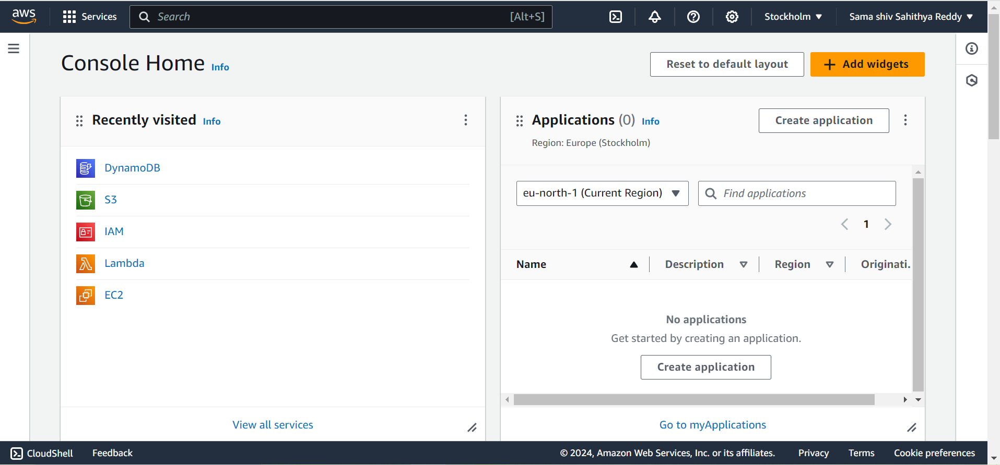 aws Services Search [Alt+S] Stockholm Sama shiv Sahithya Reddy
Console Home Info
Reset to default layout
Add widgets
Recently visited Info
DynamoDB
S3
IAM
Lambda
EC2
View all services
Applications (0) Info
Create application
Region: Europe (Stockholm)
eu-north-1 (Current Region)
Find applications
1
Name Description Region Originati.
No applications
Get started by creating an application.
Create application
Go to myApplications
CloudShell Feedback © 2024, Amazon Web Services, Inc. or its affiliates. Privacy Terms Cookie preferences